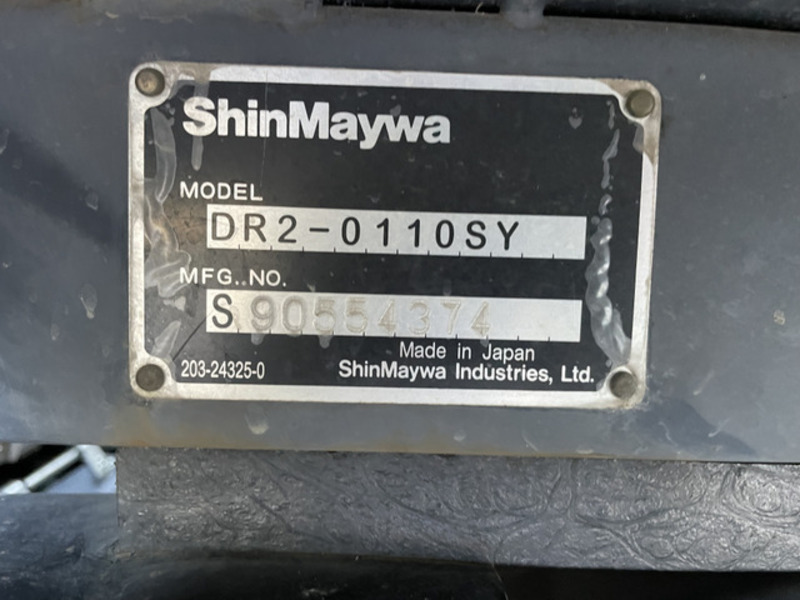 ShinMaywa
MODEL
DR2-0110SY
MFG. NO.
S 90554374
Made in Japan
203-24325-0 ShinMaywa Industries, Ltd.